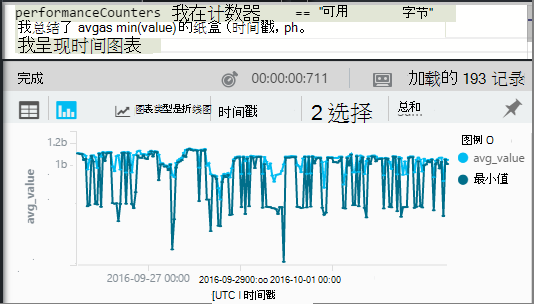 performanceCounters 我在计数器 == "可用 字节"
我总结了 avgas min(value)的纸盒（时间戳, ph。
我呈现时间图表
完成 00:00:00:711 加载的 193 记录
图表类型是折线图 时间戳 2 选择 总和
图例 O
1.2b
1b
avg_value
avg_value
最小值
2016-09-27 00:00 2016-09-2900:oo 2016-10-01 00:00
[UTC I 时间戳